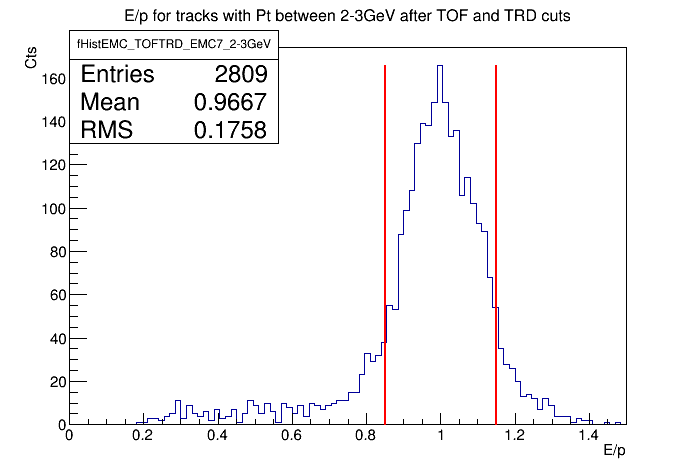 E/p for tracks with Pt between 2-3GeV after TOF and TRD cuts
Cts
fHistEMC_TOFTRD_EMC7_2-3GeV
Entries 2809
Mean 0.9667
RMS 0.1758
160
140
120
100
80
60
40
20
0
0 0.2 0.4 0.6 0.8 1 1.2 1.4
E/p